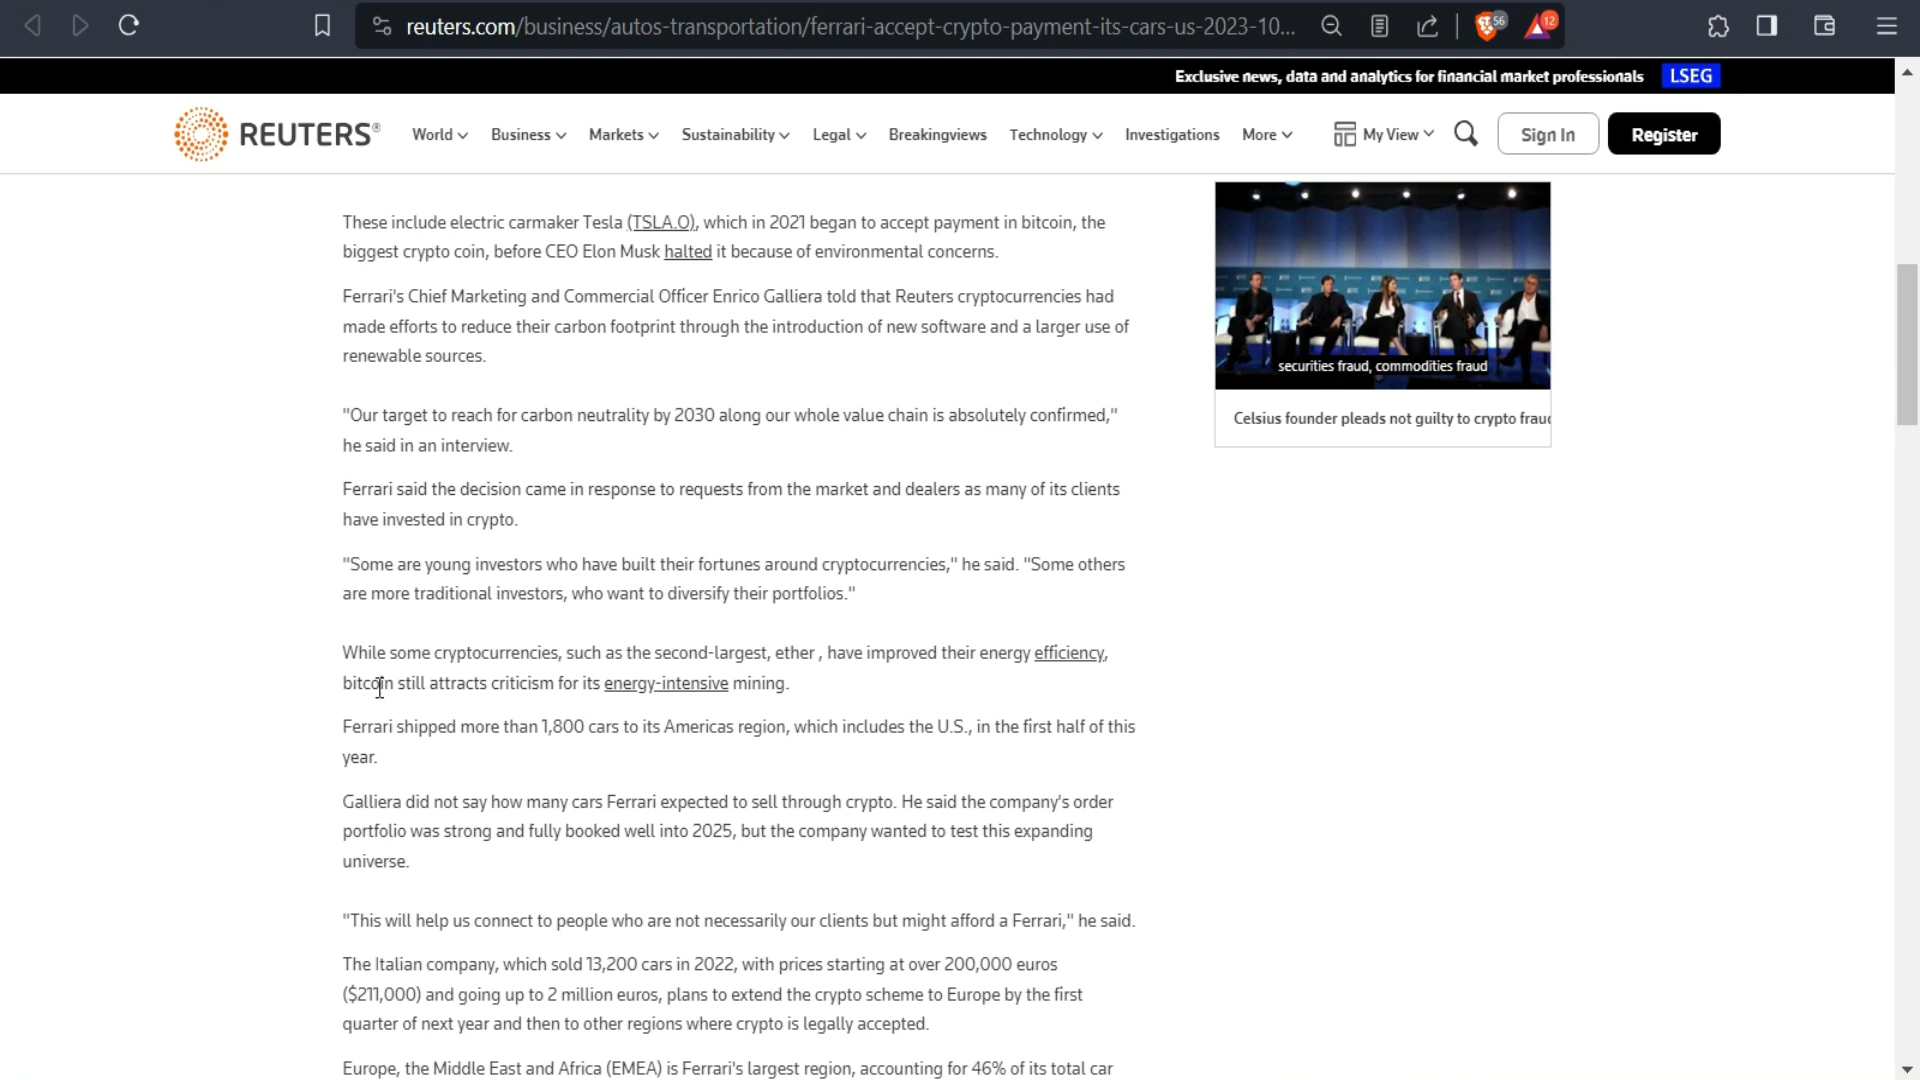 reuters.com/business/autos-transportation/ferrari-accept-crypto-payment-its-cars-us-2023-10...
56
12
Exclusive news, data and analytics for financial market professionals LSEG
REUTERS®
World
Business
Markets
Sustainability
Legal
Breakingviews
Technology
Investigations
More
My View
Sign In
Register
These include electric carmaker Tesla (TSLA.O), which in 2021 began to accept payment in bitcoin, the
biggest crypto coin, before CEO Elon Musk halted it because of environmental concerns.
Ferrari's Chief Marketing and Commercial Officer Enrico Galliera told that Reuters cryptocurrencies had
made efforts to reduce their carbon footprint through the introduction of new software and a larger use of
renewable sources.
"Our target to reach for carbon neutrality by 2030 along our whole value chain is absolutely confirmed,"
he said in an interview.
Ferrari said the decision came in response to requests from the market and dealers as many of its clients
have invested in crypto.
"Some are young investors who have built their fortunes around cryptocurrencies," he said. "Some others
are more traditional investors, who want to diversify their portfolios."
While some cryptocurrencies, such as the second-largest, ether , have improved their energy efficiency,
bitcoin still attracts criticism for its energy-intensive mining.
Ferrari shipped more than 1,800 cars to its Americas region, which includes the U.S., in the first half of this
year.
Galliera did not say how many cars Ferrari expected to sell through crypto. He said the company's order
portfolio was strong and fully booked well into 2025, but the company wanted to test this expanding
universe.
"This will help us connect to people who are not necessarily our clients but might afford a Ferrari," he said.
The Italian company, which sold 13,200 cars in 2022, with prices starting at over 200,000 euros
($211,000) and going up to 2 million euros, plans to extend the crypto scheme to Europe by the first
quarter of next year and then to other regions where crypto is legally accepted.
Europe, the Middle East and Africa (EMEA) is Ferrari's largest region, accounting for 46% of its total car
securities fraud, commodities fraud
Celsius founder pleads not guilty to crypto frau